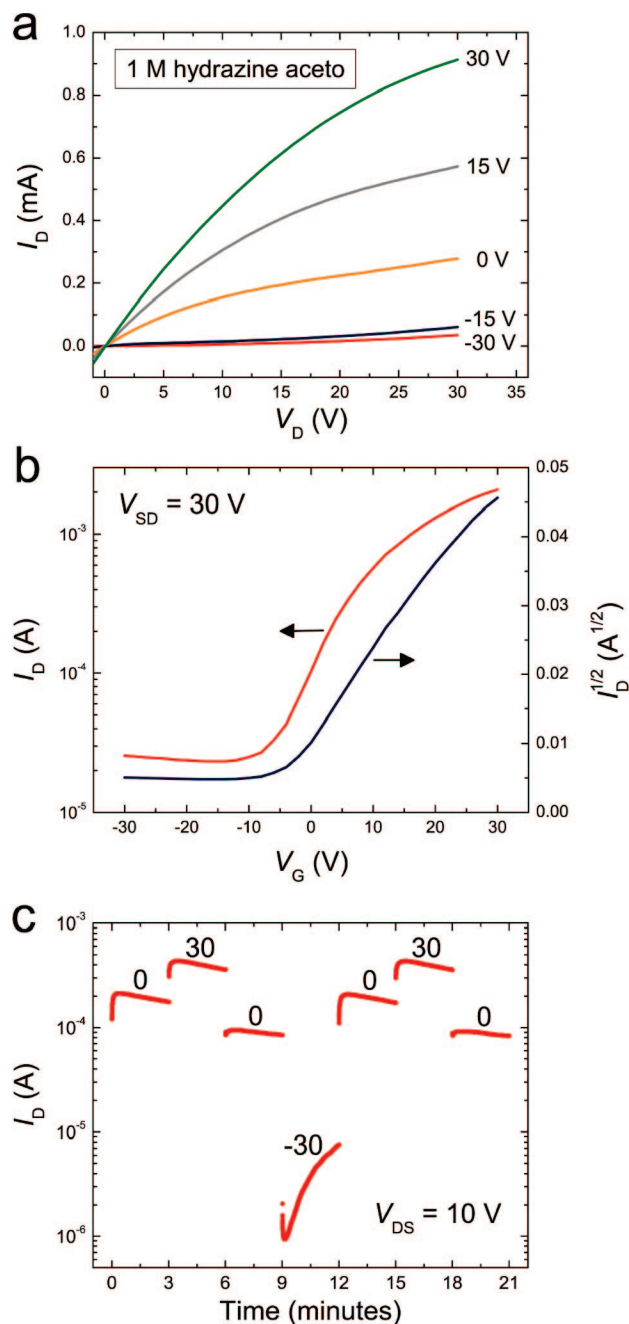 a
1 M hydrazine aceto
30 V
15 V
0 V
-15 V
-30 V
1.0
0.8
0.6
0.4
0.2
0.0
I_D (mA)
0 5 10 15 20 25 30 35
V_D (V)
b
V_SD = 30 V
10^-3
10^-4
10^-5
I_D (A)
0.05
0.04
0.03
0.02
0.01
0.00
I_D^1/2 (A^1/2)
-30 -20 -10 0 10 20 30
V_G (V)
c
10^-3
10^-4
10^-5
10^-6
I_D (A)
0
30
0
-30
0
30
0
V_DS = 10 V
0 3 6 9 12 15 18 21
Time (minutes)